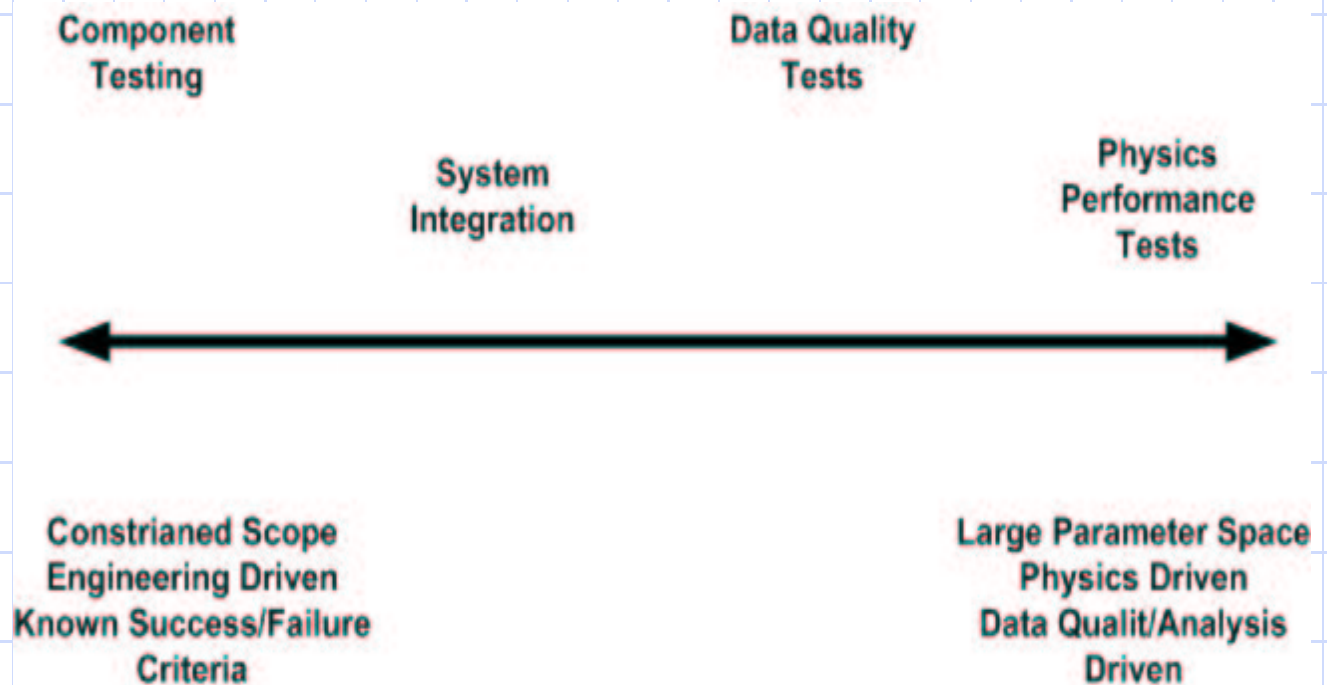 Component
Testing
Data Quality
Tests
System
Integration
Physics
Performance
Tests
Constrianed Scope
Engineering Driven
Known Success/Failure
Criteria
Large Parameter Space
Physics Driven
Data Qualit/Analysis
Driven